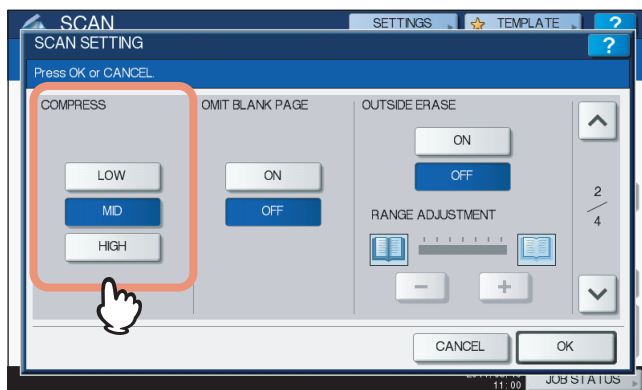 SCAN
SETTINGS
TEMPLATE
?
SCAN SETTING
?
Press OK or CANCEL.
COMPRESS
LOW
MID
HIGH
OMIT BLANK PAGE
ON
OFF
OUTSIDE ERASE
ON
OFF
RANGE ADJUSTMENT
−
+
2
4
CANCEL
OK
11:00
JOB STATUS